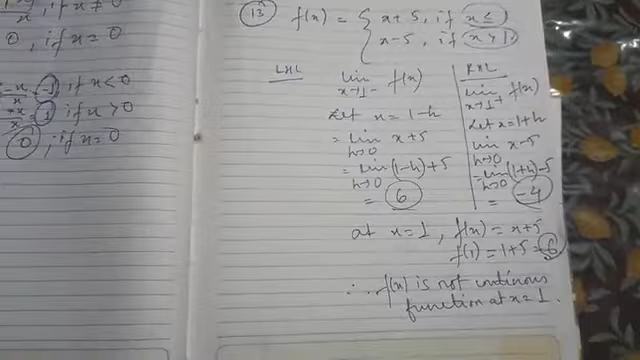 x, if x ≠ 0
0, if x = 0
-x/x = -1, if x < 0
+x/x = 1 if x > 0
0, if x = 0
13 f(x) = { x + 5, if x ≤ 1
x - 5, if x > 1
LHL
lim x→1- f(x)
Let x = 1 - h
= lim h→0 x + 5
= lim h→0 (1-h) + 5
= 6
RHL
lim x→1+ f(x)
Let x = 1 + h
lim h→0 x - 5
= lim h→0 (1+h) - 5
= -4
at x = 1, f(x) = x + 5
f(1) = 1 + 5 = 6
∴ f(x) is not continous
function at x = 1.